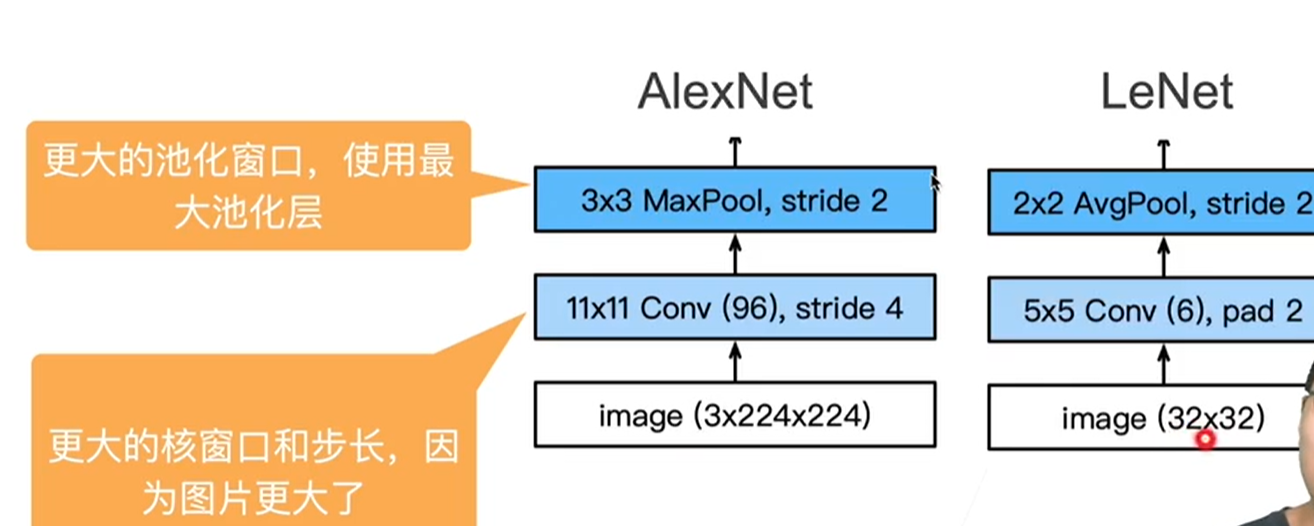 AlexNet
LeNet
更大的池化窗口，使用最
大池化层
3x3 MaxPool, stride 2
2x2 AvgPool, stride 2
11x11 Conv (96), stride 4
5x5 Conv (6), pad 2
更大的核窗口和步长，因
为图片更大了
image (3x224x224)
image (32x32)